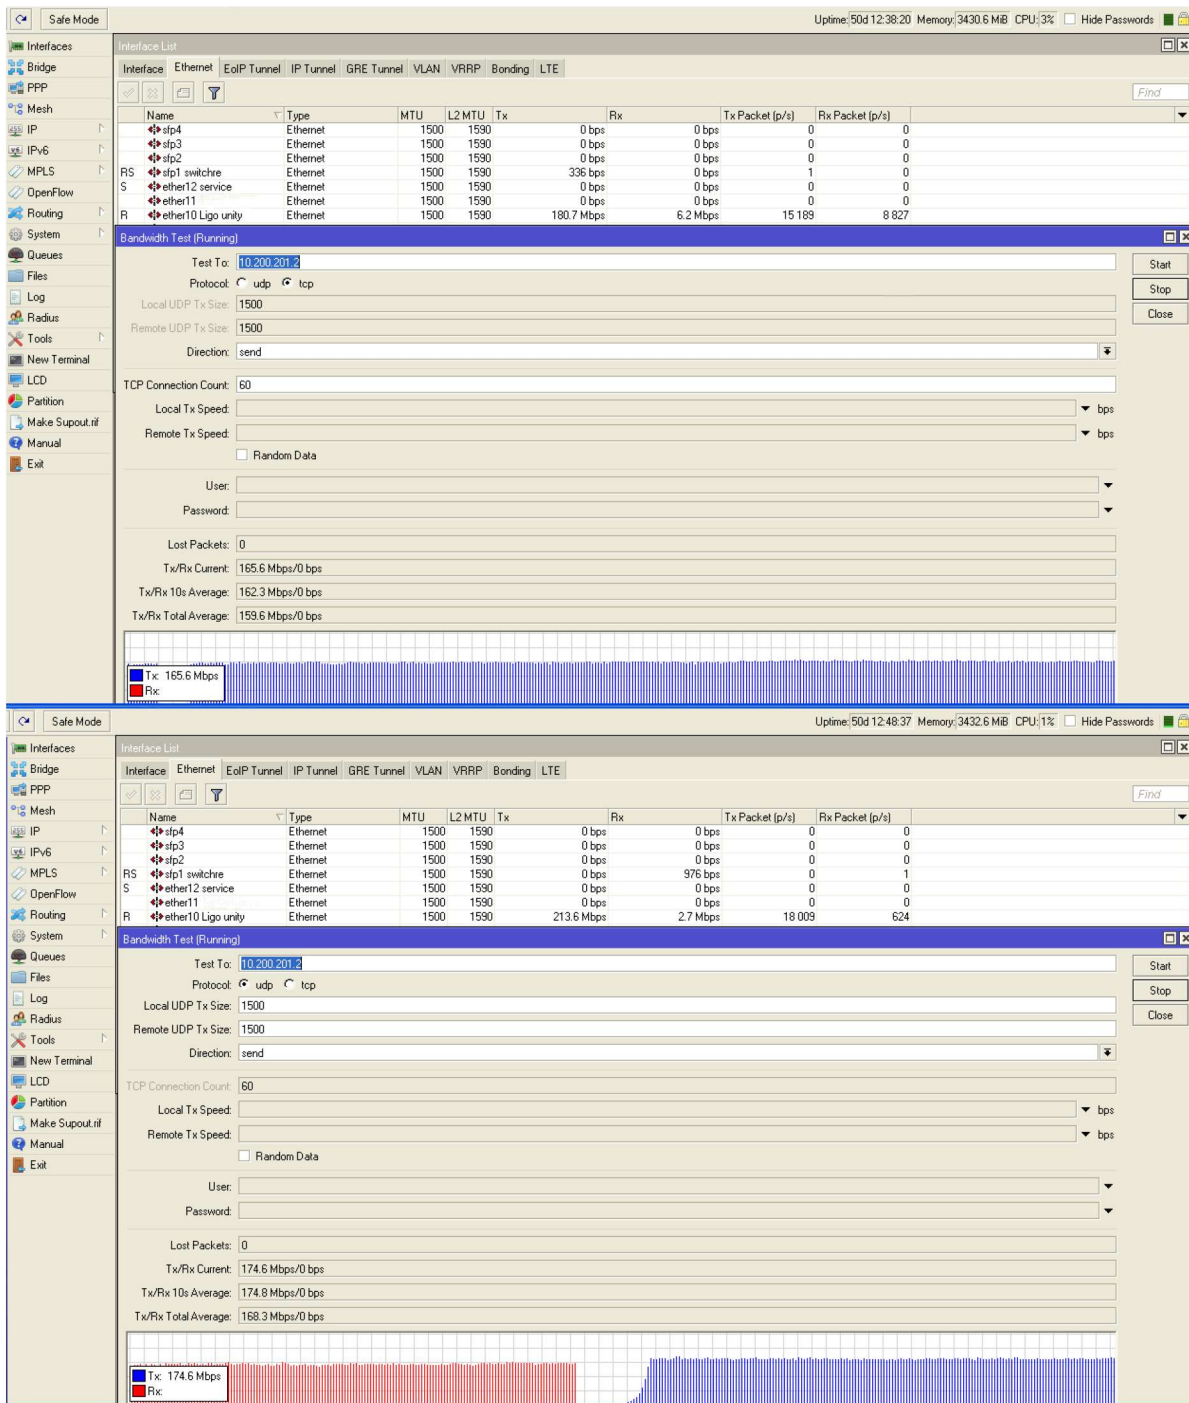 Safe Mode Uptime: 50d 12:38:20 Memory: 3430.6 MiB CPU: 3% Hide Passwords
Interfaces
Bridge
PPP
Mesh
IP
IPv6
MPLS
OpenFlow
Routing
System
Queues
Files
Log
Radius
Tools
New Terminal
LCD
Partition
Make Supout.rif
Manual
Exit
Interface List
Interface Ethernet EoIP Tunnel IP Tunnel GRE Tunnel VLAN VRRP Bonding LTE
Find
Name Type MTU L2 MTU Tx Rx Tx Packet (p/s) Rx Packet (p/s)
sfp4 Ethernet 1500 1590 0 bps 0 bps 0 0
sfp3 Ethernet 1500 1590 0 bps 0 bps 0 0
sfp2 Ethernet 1500 1590 0 bps 0 bps 0 0
RS sfp1 switchre Ethernet 1500 1590 336 bps 0 bps 1 0
S ether12 service Ethernet 1500 1590 0 bps 0 bps 0 0
ether11 Ethernet 1500 1590 0 bps 0 bps 0 0
R ether10 Ligo unity Ethernet 1500 1590 180.7 Mbps 6.2 Mbps 15 189 8 827
Bandwidth Test (Running)
Test To: 10.200.201.2
Protocol: udp tcp
Local UDP Tx Size: 1500
Remote UDP Tx Size: 1500
Direction: send
TCP Connection Count: 60
Local Tx Speed: bps
Remote Tx Speed: bps
Random Data
User:
Password:
Lost Packets: 0
Tx/Rx Current: 165.6 Mbps/0 bps
Tx/Rx 10s Average: 162.3 Mbps/0 bps
Tx/Rx Total Average: 159.6 Mbps/0 bps
Tx: 165.6 Mbps
Rx:
Start
Stop
Close
Safe Mode Uptime: 50d 12:48:37 Memory: 3432.6 MiB CPU: 1% Hide Passwords
Interfaces
Bridge
PPP
Mesh
IP
IPv6
MPLS
OpenFlow
Routing
System
Queues
Files
Log
Radius
Tools
New Terminal
LCD
Partition
Make Supout.rif
Manual
Exit
Interface List
Interface Ethernet EoIP Tunnel IP Tunnel GRE Tunnel VLAN VRRP Bonding LTE
Find
Name Type MTU L2 MTU Tx Rx Tx Packet (p/s) Rx Packet (p/s)
sfp4 Ethernet 1500 1590 0 bps 0 bps 0 0
sfp3 Ethernet 1500 1590 0 bps 0 bps 0 0
sfp2 Ethernet 1500 1590 0 bps 0 bps 0 0
RS sfp1 switchre Ethernet 1500 1590 0 bps 976 bps 0 1
S ether12 service Ethernet 1500 1590 0 bps 0 bps 0 0
ether11 Ethernet 1500 1590 0 bps 0 bps 0 0
R ether10 Ligo unity Ethernet 1500 1590 213.6 Mbps 2.7 Mbps 18 009 624
Bandwidth Test (Running)
Test To: 10.200.201.2
Protocol: udp tcp
Local UDP Tx Size: 1500
Remote UDP Tx Size: 1500
Direction: send
TCP Connection Count: 60
Local Tx Speed: bps
Remote Tx Speed: bps
Random Data
User:
Password:
Lost Packets: 0
Tx/Rx Current: 174.6 Mbps/0 bps
Tx/Rx 10s Average: 174.8 Mbps/0 bps
Tx/Rx Total Average: 168.3 Mbps/0 bps
Tx: 174.6 Mbps
Rx:
Start
Stop
Close